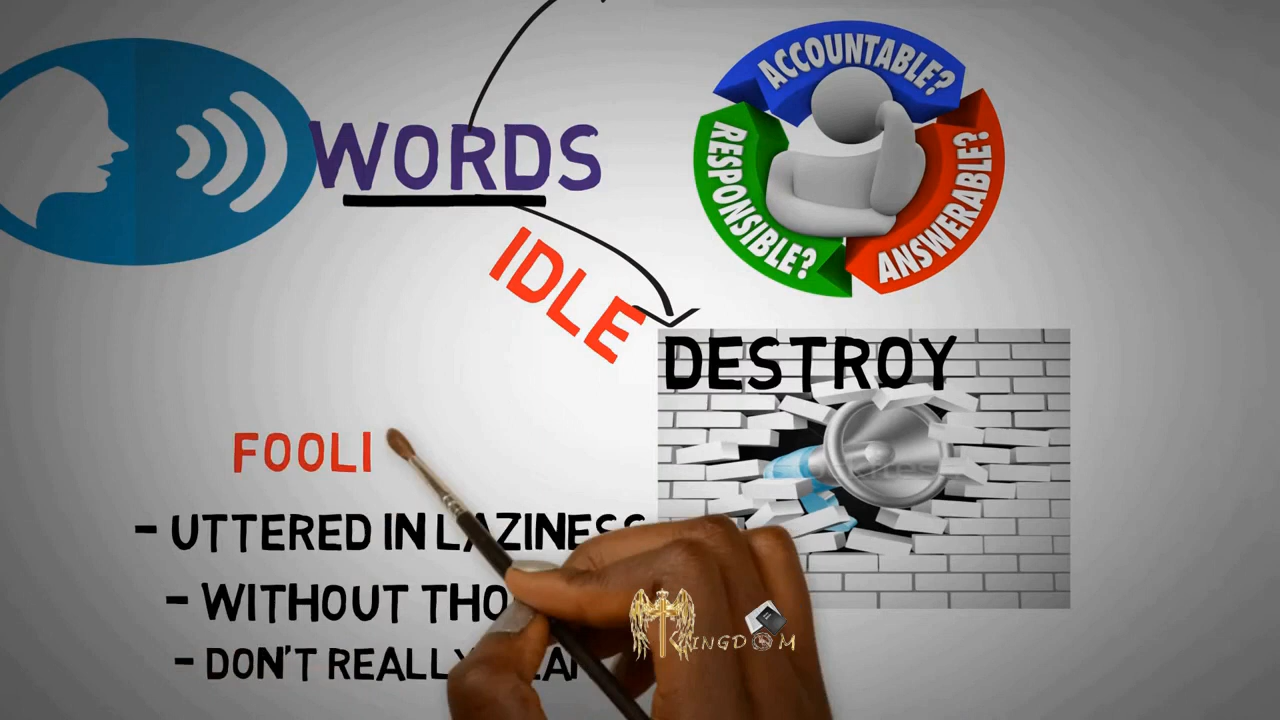 ACCOUNTABLE?
RESPONSIBLE?
ANSWERABLE?
WORDS
IDLE
DESTROY
FOOLI
- UTTERED IN LAZINESS
- WITHOUT THO
- DON'T REALLY
KINGDOM